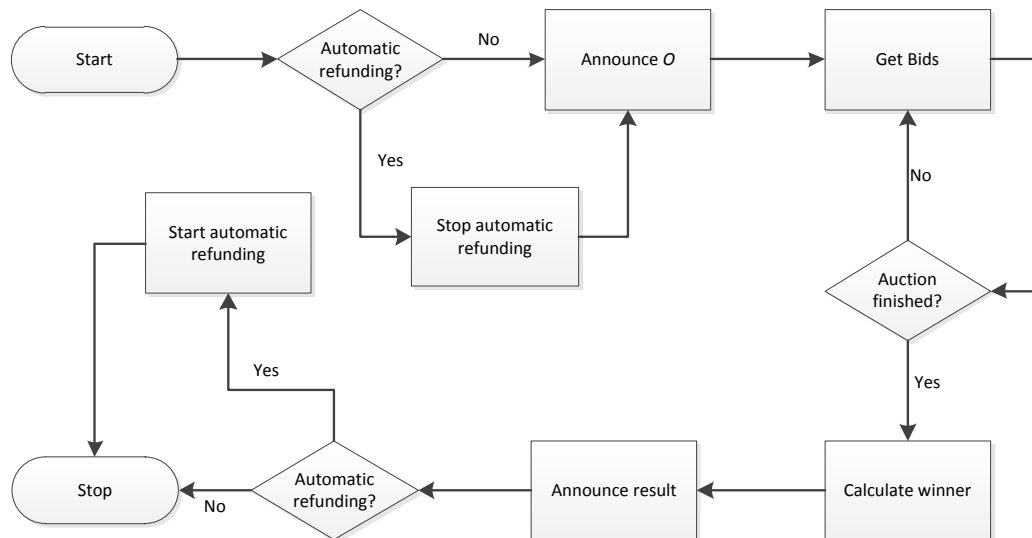 Start
Automatic
refunding?
No
Announce O
Get Bids
Yes
Stop automatic
refunding
Start automatic
refunding
No
Auction
finished?
Yes
Yes
Stop
No
Automatic
refunding?
Announce result
Calculate winner